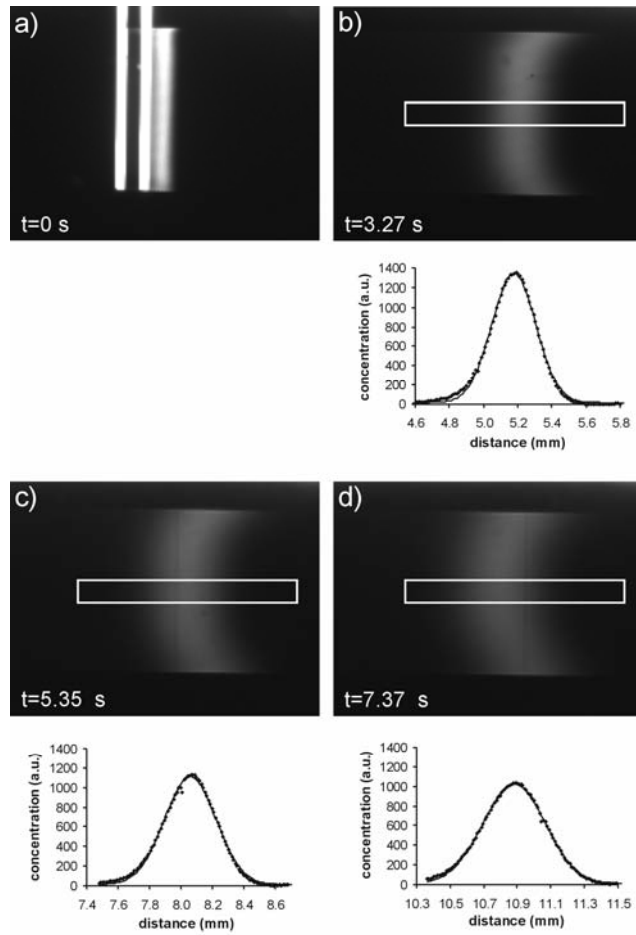 a)
t=0 s
b)
t=3.27 s
concentration (a.u.)
1400
1200
1000
800
600
400
200
0
4.6 4.8 5.0 5.2 5.4 5.6 5.8
distance (mm)
c)
t=5.35 s
d)
t=7.37 s
concentration (a.u.)
1400
1200
1000
800
600
400
200
0
7.4 7.6 7.8 8.0 8.2 8.4 8.6
distance (mm)
concentration (a.u.)
1400
1200
1000
800
600
400
200
0
10.3 10.5 10.7 10.9 11.1 11.3 11.5
distance (mm)